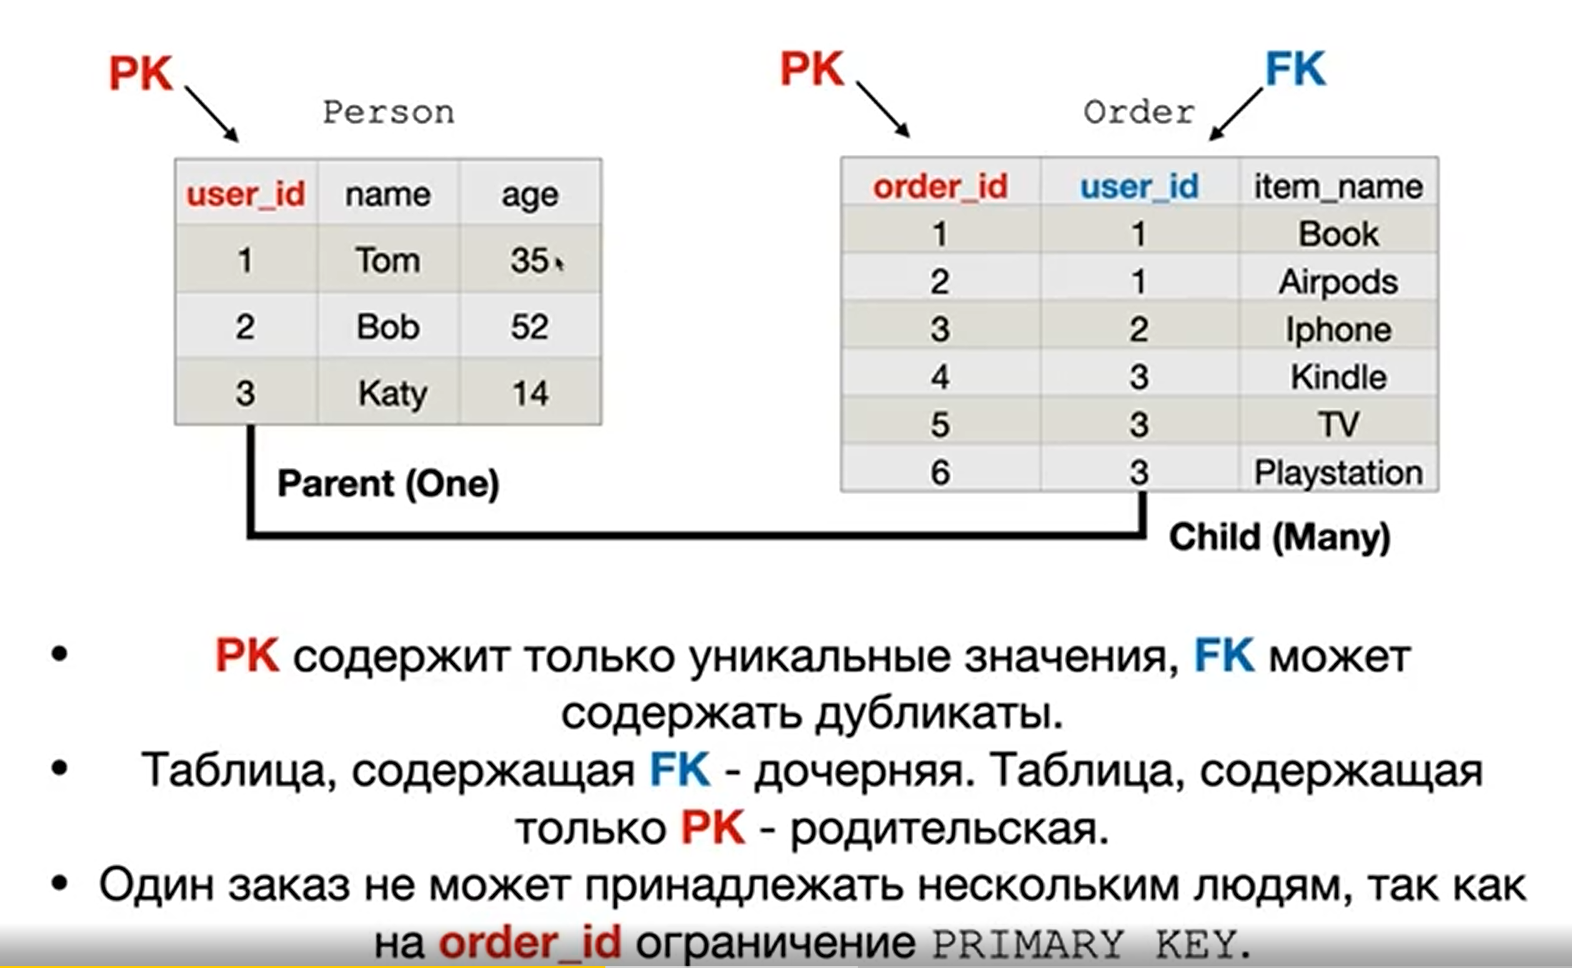 PK
Person
user_id name age
1 Tom 35
2 Bob 52
3 Katy 14
Parent (One)
PK
Order
FK
order_id user_id item_name
1 1 Book
2 1 Airpods
3 2 Iphone
4 3 Kindle
5 3 TV
6 3 Playstation
Child (Many)
• PK содержит только уникальные значения, FK может
содержать дубликаты.
• Таблица, содержащая FK - дочерняя. Таблица, содержащая
только PK - родительская.
• Один заказ не может принадлежать нескольким людям, так как
на order_id ограничение PRIMARY KEY.